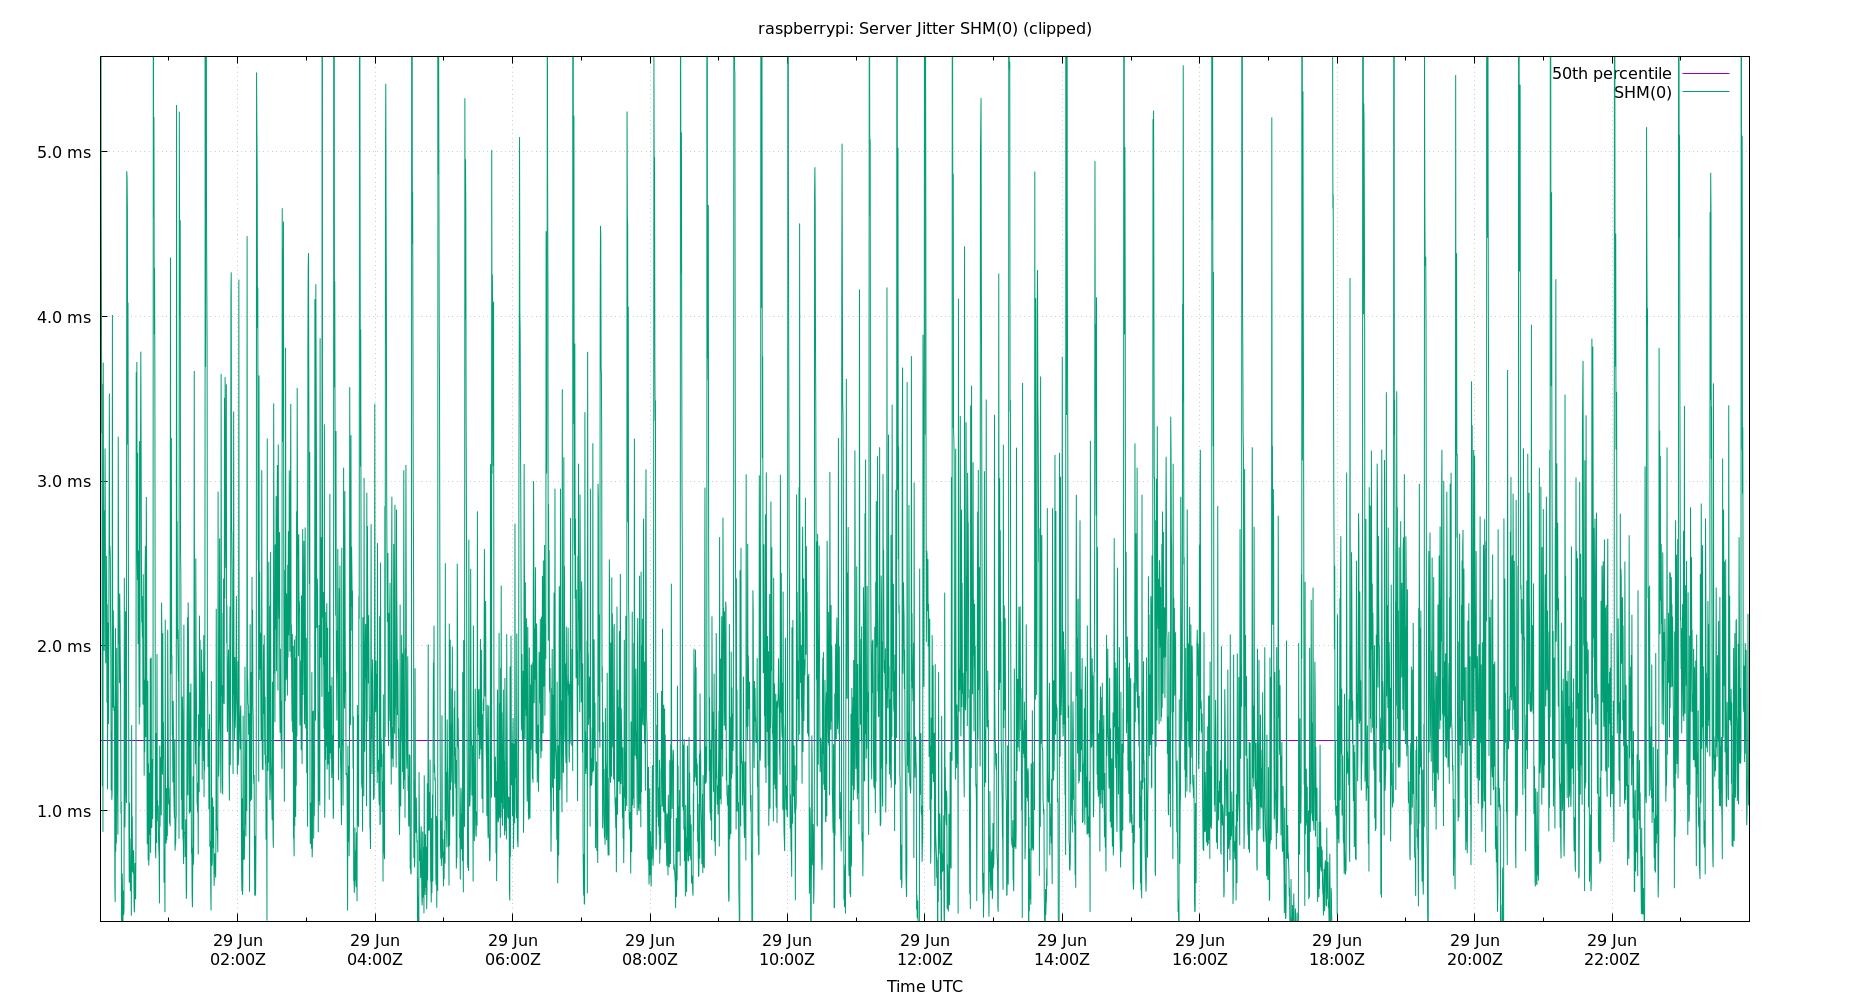 raspberrypi: Server Jitter SHM(0) (clipped)
50th percentile
SHM(0)
5.0 ms
4.0 ms
3.0 ms
2.0 ms
1.0 ms
29 Jun 29 Jun 29 Jun 29 Jun 29 Jun 29 Jun 29 Jun 29 Jun 29 Jun 29 Jun 29 Jun
02:00Z 04:00Z 06:00Z 08:00Z 10:00Z 12:00Z 14:00Z 16:00Z 18:00Z 20:00Z 22:00Z
Time UTC